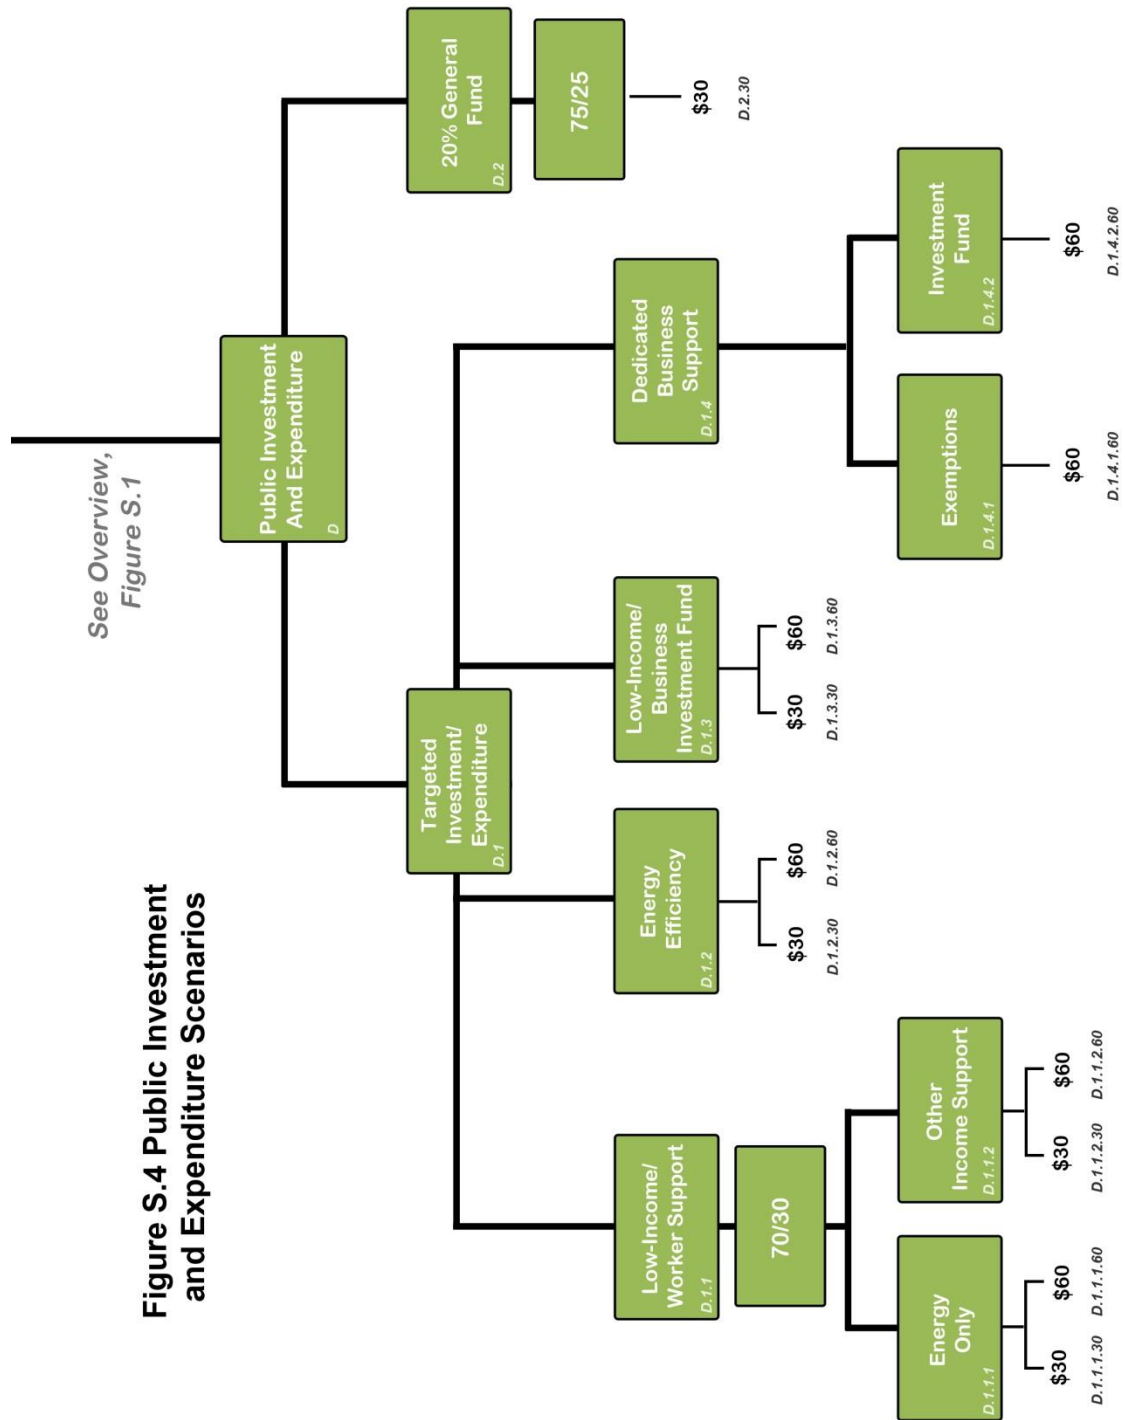 Figure S.4 Public Investment
and Expenditure Scenarios
See Overview,
Figure S.1
Public Investment
And Expenditure
D
Targeted
Investment/
Expenditure
D.1
20% General
Fund
D.2
75/25
$30
D.2.30
Low-Income/
Worker Support
D.1.1
70/30
Energy
Efficiency
D.1.2
$30 $60
D.1.2.30 D.1.2.60
Low-Income/
Business
Investment Fund
D.1.3
$30 $60
D.1.3.30 D.1.3.60
Dedicated
Business
Support
D.1.4
Energy
Only
D.1.1.1
$30 $60
D.1.1.1.30 D.1.1.1.60
Other
Income Support
D.1.1.2
$30 $60
D.1.1.2.30 D.1.1.2.60
Exemptions
D.1.4.1
$60
D.1.4.1.60
Investment
Fund
D.1.4.2
$60
D.1.4.2.60